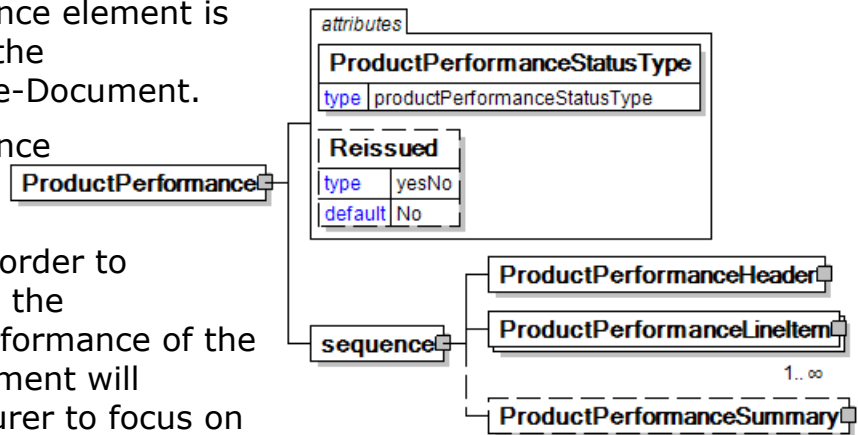 nce element is
the
e-Document.
nce
order to
the
formance of the
ment will
urer to focus on
attributes
ProductPerformanceStatusType
type productPerformanceStatusType
Reissued
type yesNo
default No
ProductPerformance
sequence
ProductPerformanceHeader
ProductPerformanceLineItem
1.. ∞
ProductPerformanceSummary